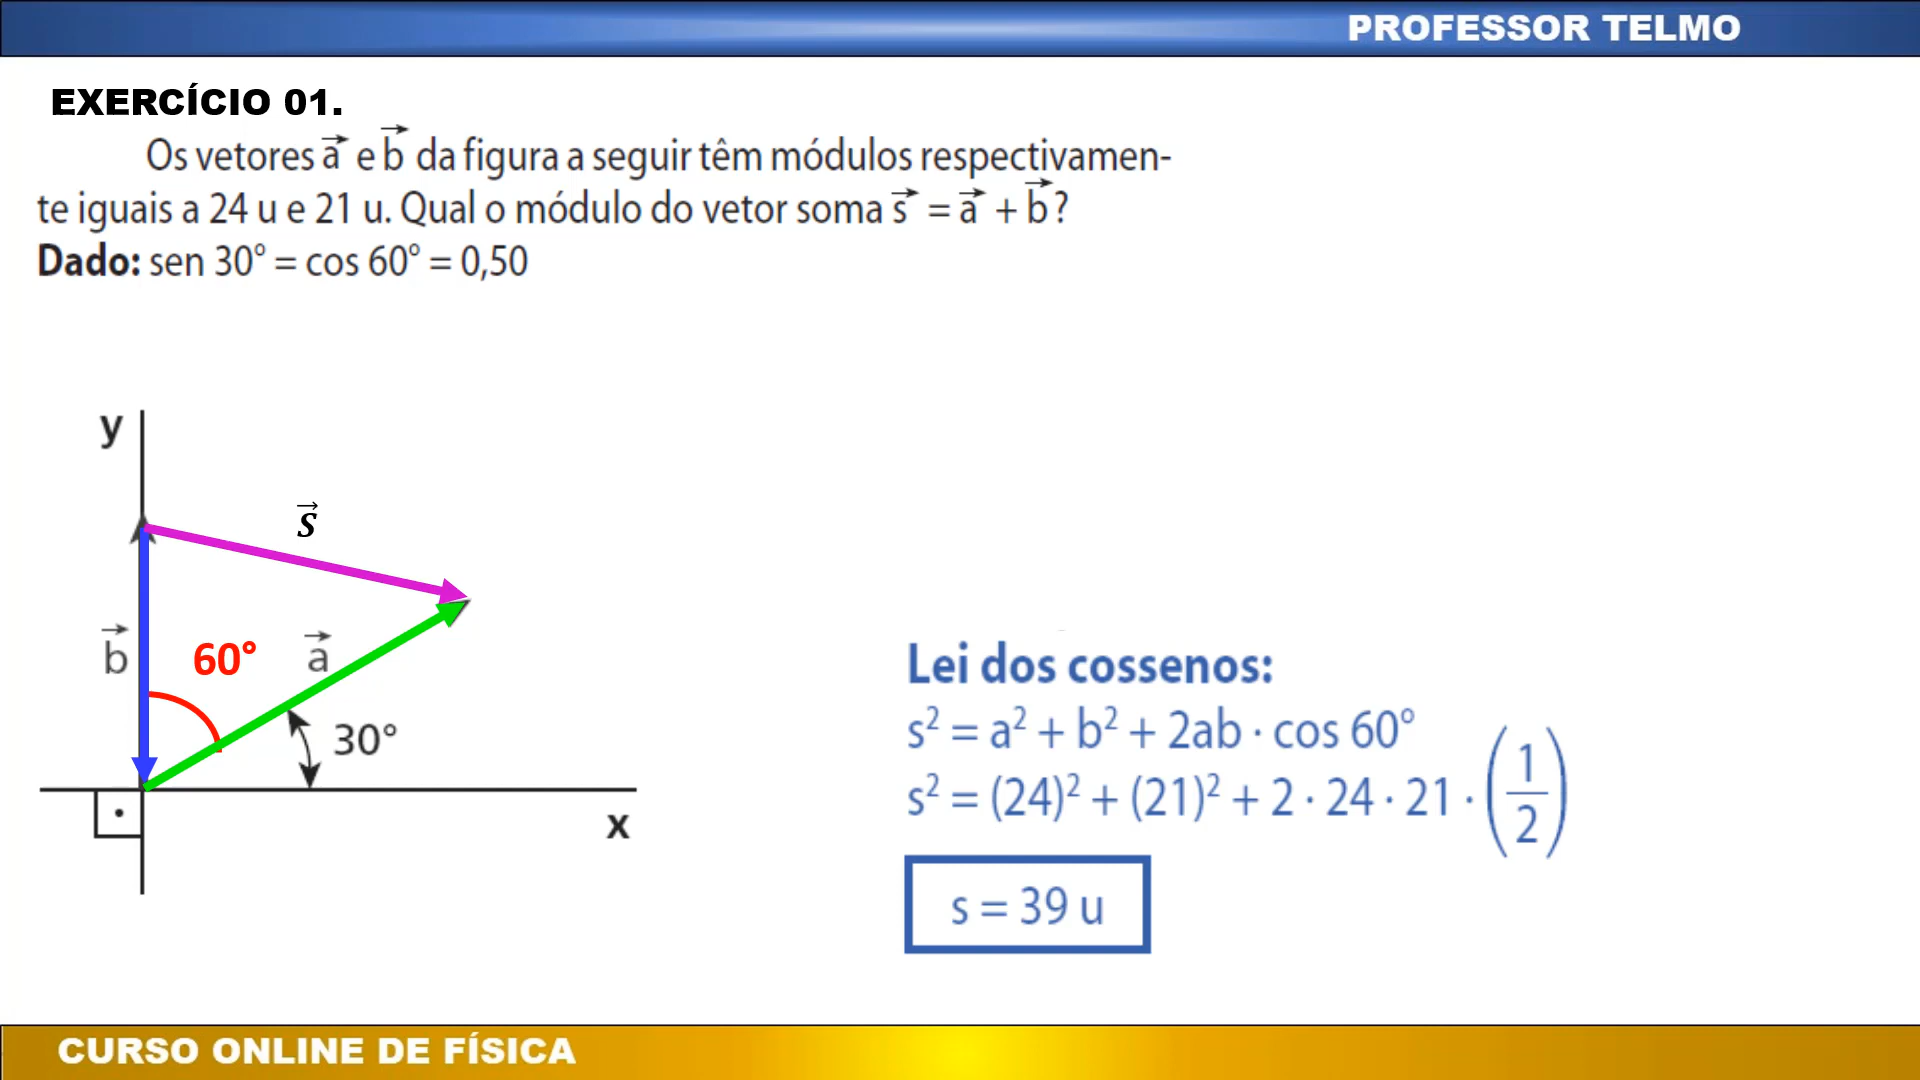 PROFESSOR TELMO
EXERCÍCIO 01.
Os vetores a⃗ e b⃗ da figura a seguir têm módulos respectivamen-
te iguais a 24 u e 21 u. Qual o módulo do vetor soma s⃗ = a⃗ + b⃗?
Dado: sen 30° = cos 60° = 0,50
y
s⃗
b⃗
60°
a⃗
30°
x
Lei dos cossenos:
s² = a² + b² + 2ab · cos 60°
s² = (24)² + (21)² + 2 · 24 · 21 · (1/2)
s = 39 u
CURSO ONLINE DE FÍSICA